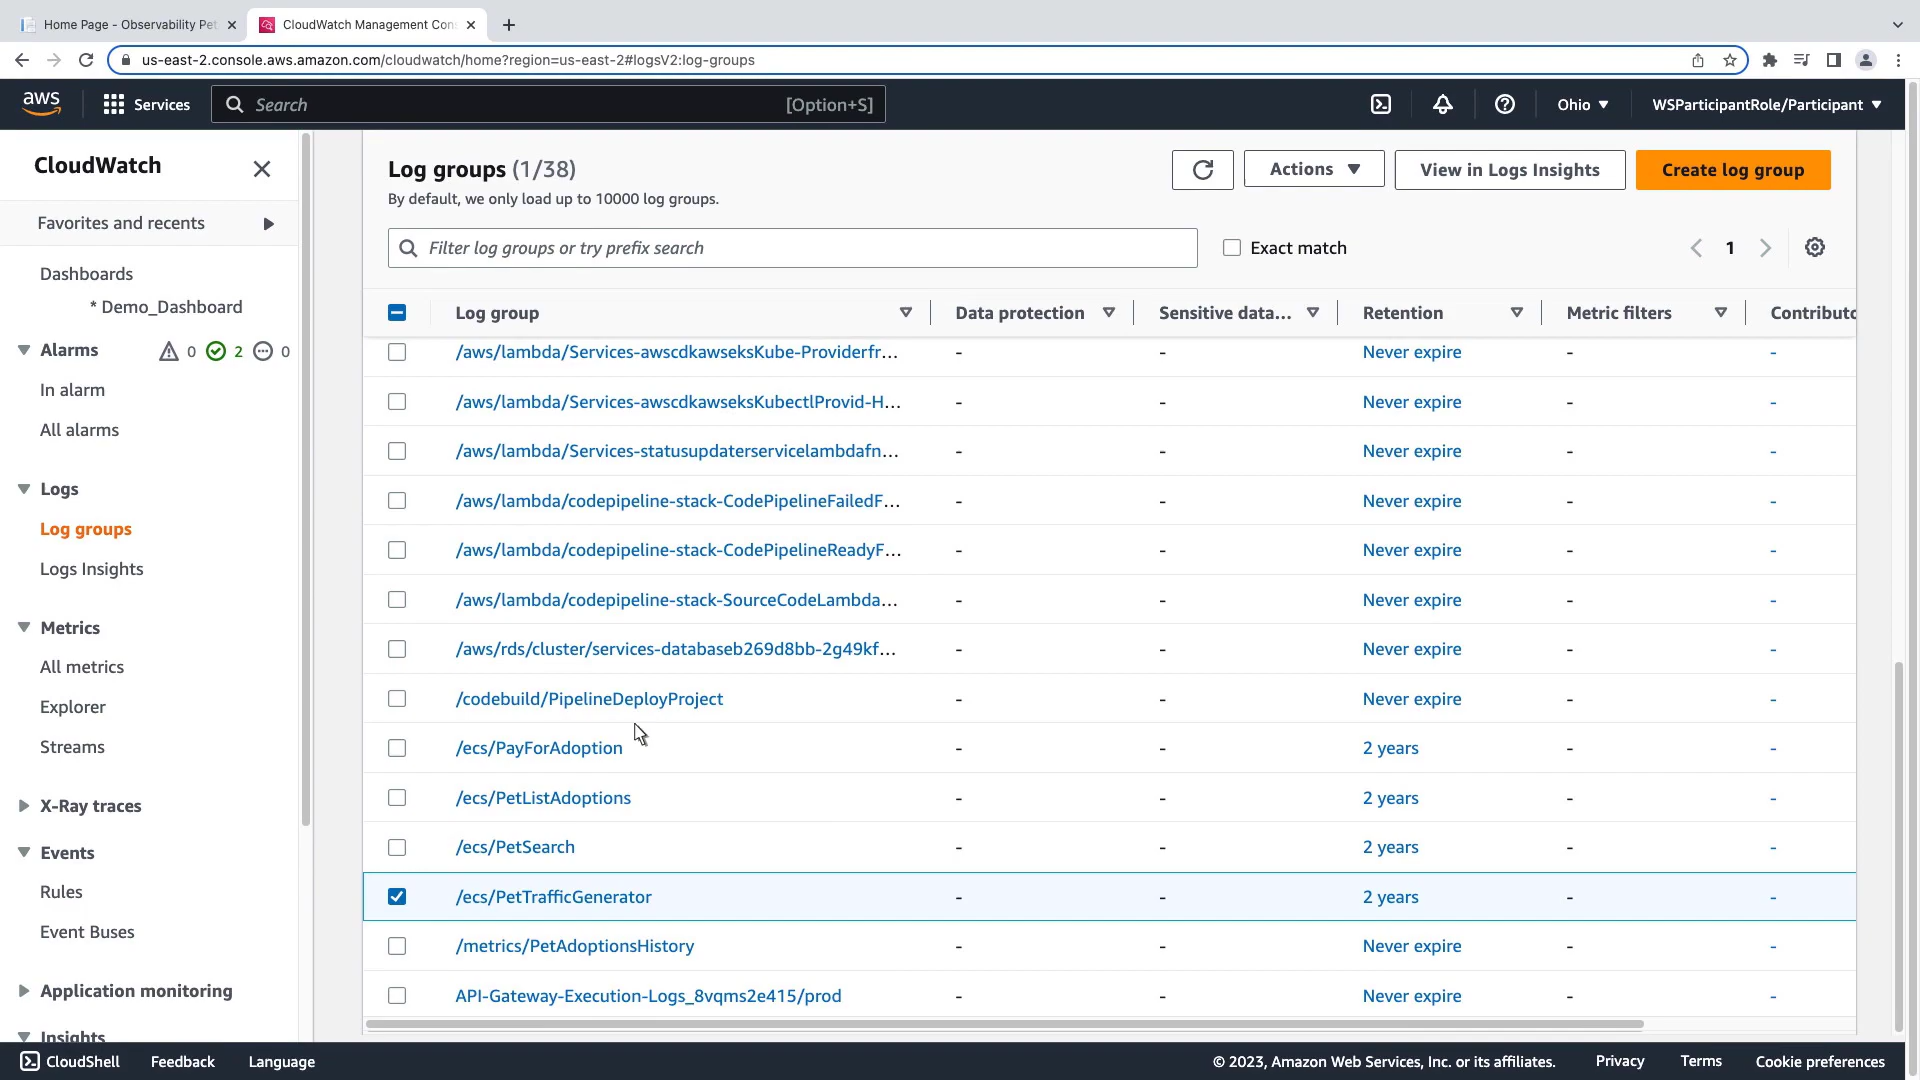 Home Page - Observability Pet
CloudWatch Management Con
us-east-2.console.aws.amazon.com/cloudwatch/home?region=us-east-2#logsV2:log-groups
aws
Services
Search
[Option+S]
Ohio
WSParticipantRole/Participant
CloudWatch
Favorites and recents
Dashboards
* Demo_Dashboard
Alarms
0
2
0
In alarm
All alarms
Logs
Log groups
Logs Insights
Metrics
All metrics
Explorer
Streams
X-Ray traces
Events
Rules
Event Buses
Application monitoring
Insights
Log groups (1/38)
By default, we only load up to 10000 log groups.
Actions
View in Logs Insights
Create log group
Filter log groups or try prefix search
Exact match
1
Log group Data protection Sensitive data... Retention Metric filters Contributo
/aws/lambda/Services-awscdkawseksKube-Providerfr... - - Never expire - -
/aws/lambda/Services-awscdkawseksKubectlProvid-H... - - Never expire - -
/aws/lambda/Services-statusupdaterservicelambdafn... - - Never expire - -
/aws/lambda/codepipeline-stack-CodePipelineFailedF... - - Never expire - -
/aws/lambda/codepipeline-stack-CodePipelineReadyF... - - Never expire - -
/aws/lambda/codepipeline-stack-SourceCodeLambda... - - Never expire - -
/aws/rds/cluster/services-databaseb269d8bb-2g49kf... - - Never expire - -
/codebuild/PipelineDeployProject - - Never expire - -
/ecs/PayForAdoption - - 2 years - -
/ecs/PetListAdoptions - - 2 years - -
/ecs/PetSearch - - 2 years - -
/ecs/PetTrafficGenerator - - 2 years - -
/metrics/PetAdoptionsHistory - - Never expire - -
API-Gateway-Execution-Logs_8vqms2e415/prod - - Never expire - -
CloudShell
Feedback
Language
© 2023, Amazon Web Services, Inc. or its affiliates.
Privacy
Terms
Cookie preferences